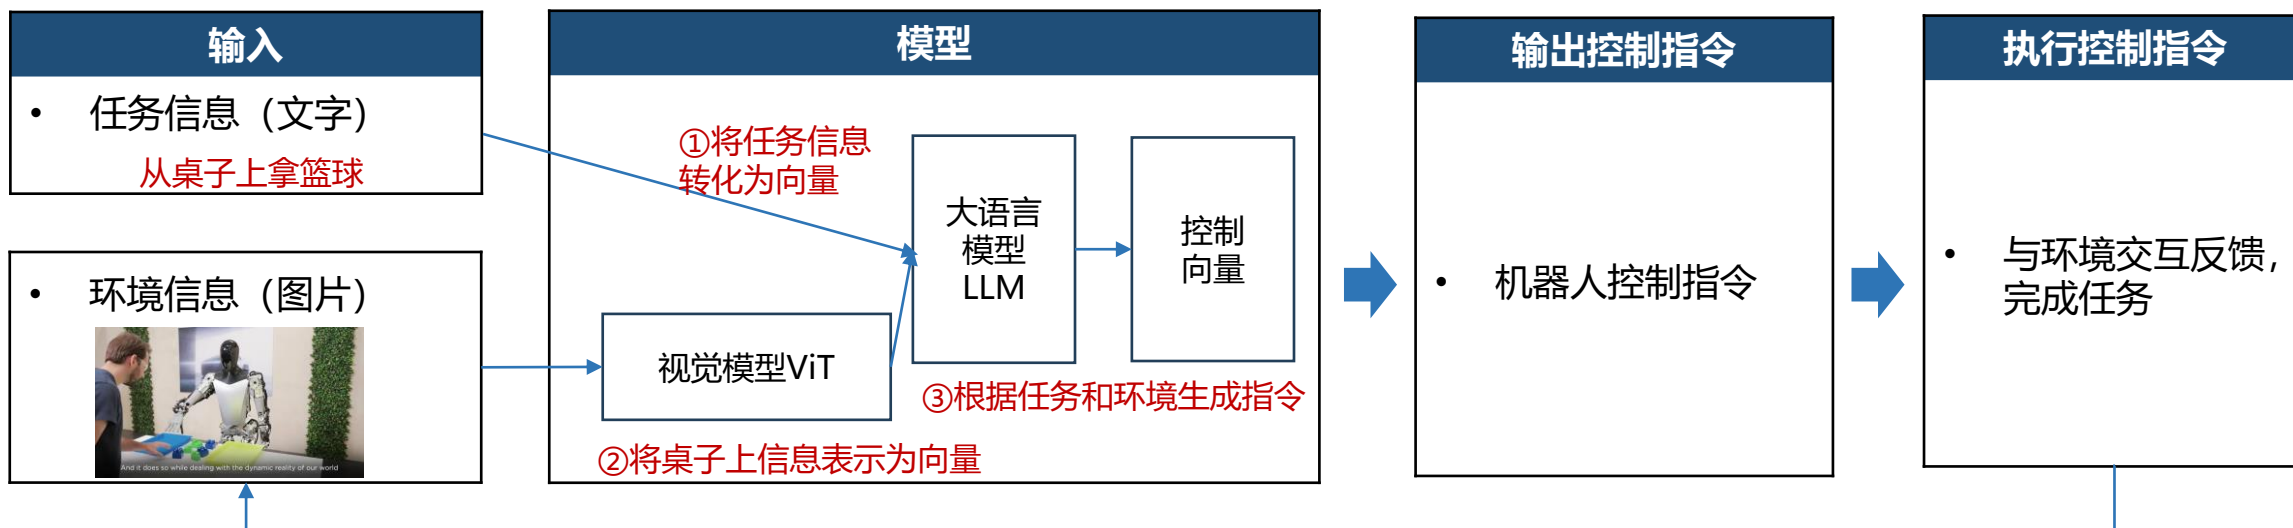 输入
• 任务信息（文字）
从桌子上拿篮球
• 环境信息（图片）
And it does so while dealing with the dynamic reality of our world
模型
①将任务信息
转化为向量
大语言
模型
LLM
控制
向量
视觉模型ViT
③根据任务和环境生成指令
②将桌子上信息表示为向量
输出控制指令
• 机器人控制指令
执行控制指令
• 与环境交互反馈，
完成任务